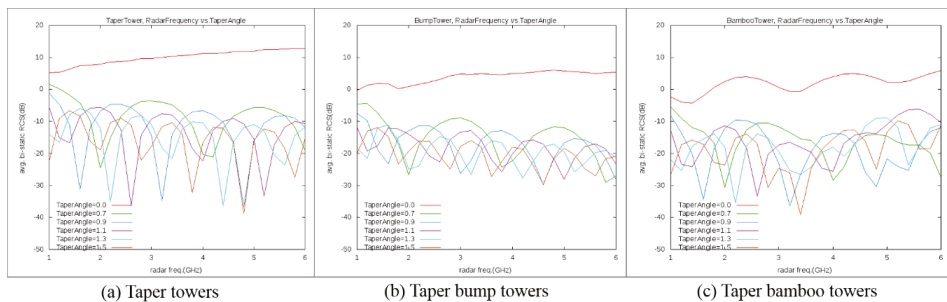 TaperTower, RadarFrequency vs.TaperAngle
20
10
0
-10
-20
-30
-40
-50
avg. bi-static RCS(dB)
TaperAngle=0.0
TaperAngle=0.7
TaperAngle=0.9
TaperAngle=1.1
TaperAngle=1.3
TaperAngle=1.5
1 2 3 4 5 6
radar freq.(GHz)
(a) Taper towers
BumpTower, RadarFrequency vs.TaperAngle
20
10
0
-10
-20
-30
-40
-50
avg. bi-static RCS(dB)
TaperAngle=0.0
TaperAngle=0.7
TaperAngle=0.9
TaperAngle=1.1
TaperAngle=1.3
TaperAngle=1.5
1 2 3 4 5 6
radar freq.(GHz)
(b) Taper bump towers
BambooTower, RadarFrequency vs.TaperAngle
20
10
0
-10
-20
-30
-40
-50
avg. bi-static RCS(dB)
TaperAngle=0.0
TaperAngle=0.7
TaperAngle=0.9
TaperAngle=1.1
TaperAngle=1.3
TaperAngle=1.5
1 2 3 4 5 6
radar freq.(GHz)
(c) Taper bamboo towers